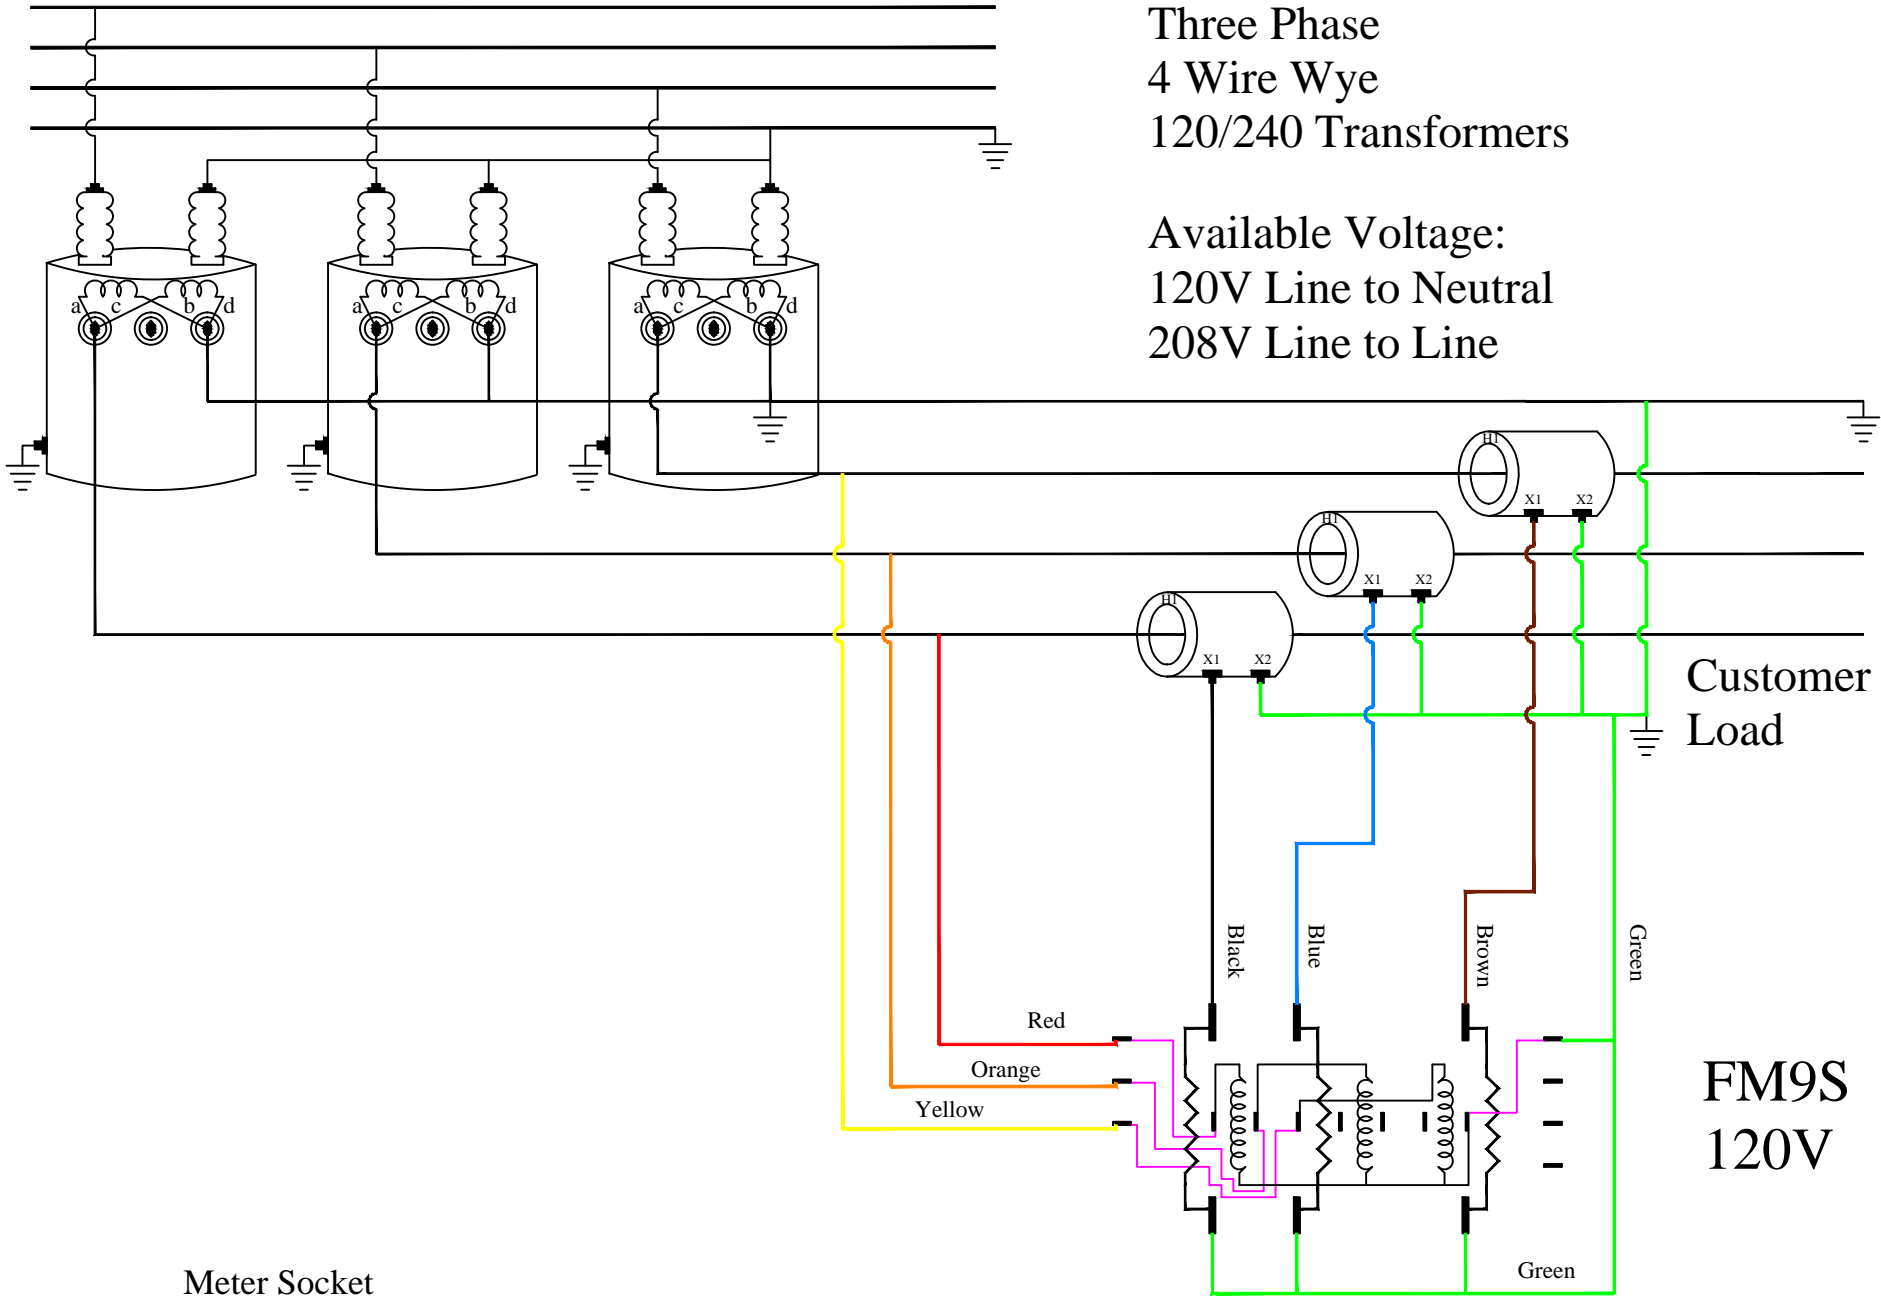 Three Phase
4 Wire Wye
120/240 Transformers
Available Voltage:
120V Line to Neutral
208V Line to Line
a c b d
a c b d
a c b d
H1
X1 X2
H1
X1 X2
H1
X1 X2
Customer
Load
Black
Blue
Brown
Green
Red
Orange
Yellow
FM9S
120V
Green
Meter Socket